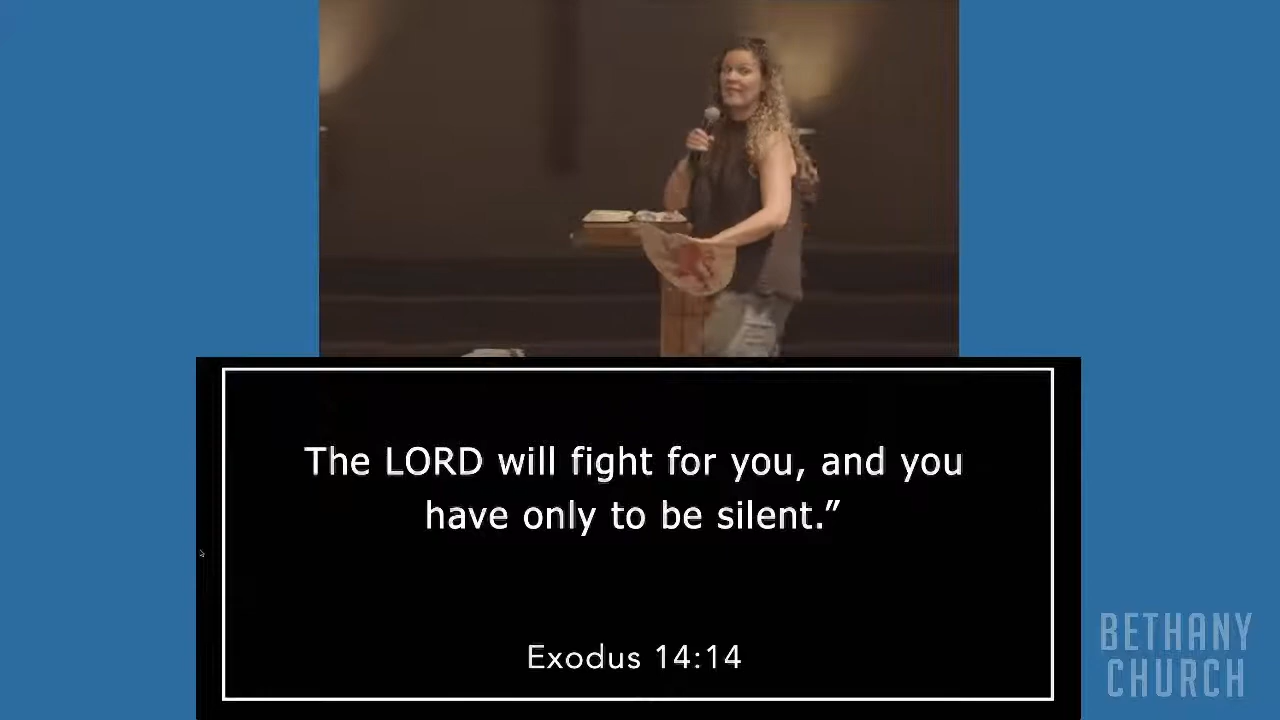 The LORD will fight for you, and you
have only to be silent.”
Exodus 14:14
BETHANY
CHURCH